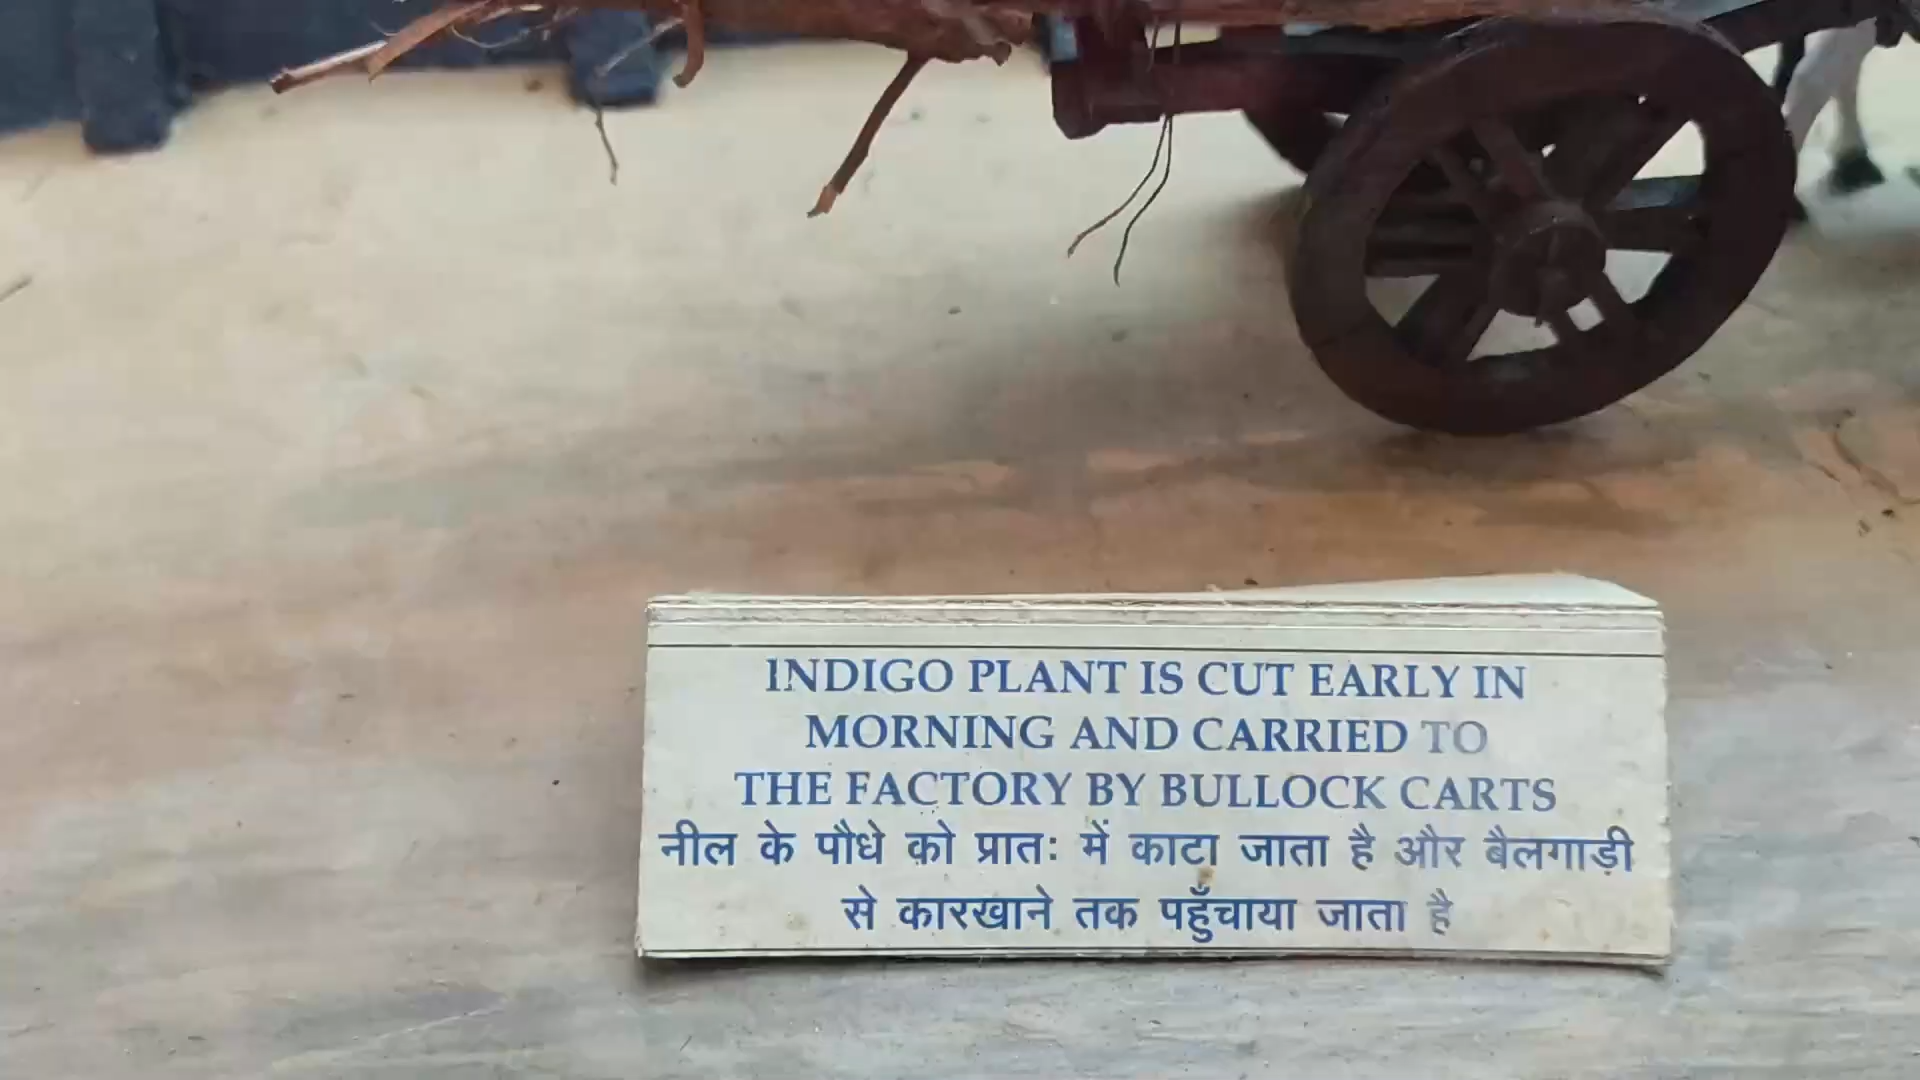 INDIGO PLANT IS CUT EARLY IN
MORNING AND CARRIED TO
THE FACTORY BY BULLOCK CARTS
नील के पौधे को प्रातः में काटा जाता है और बैलगाड़ी
से कारखाने तक पहुँचाया जाता है